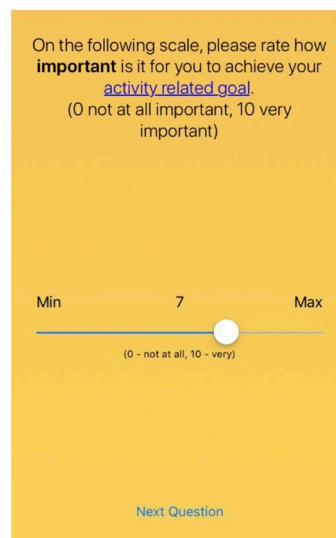 On the following scale, please rate how
important is it for you to achieve your
activity related goal.
(0 not at all important, 10 very
important)
Min 7 Max
(0 - not at all, 10 - very)
Next Question